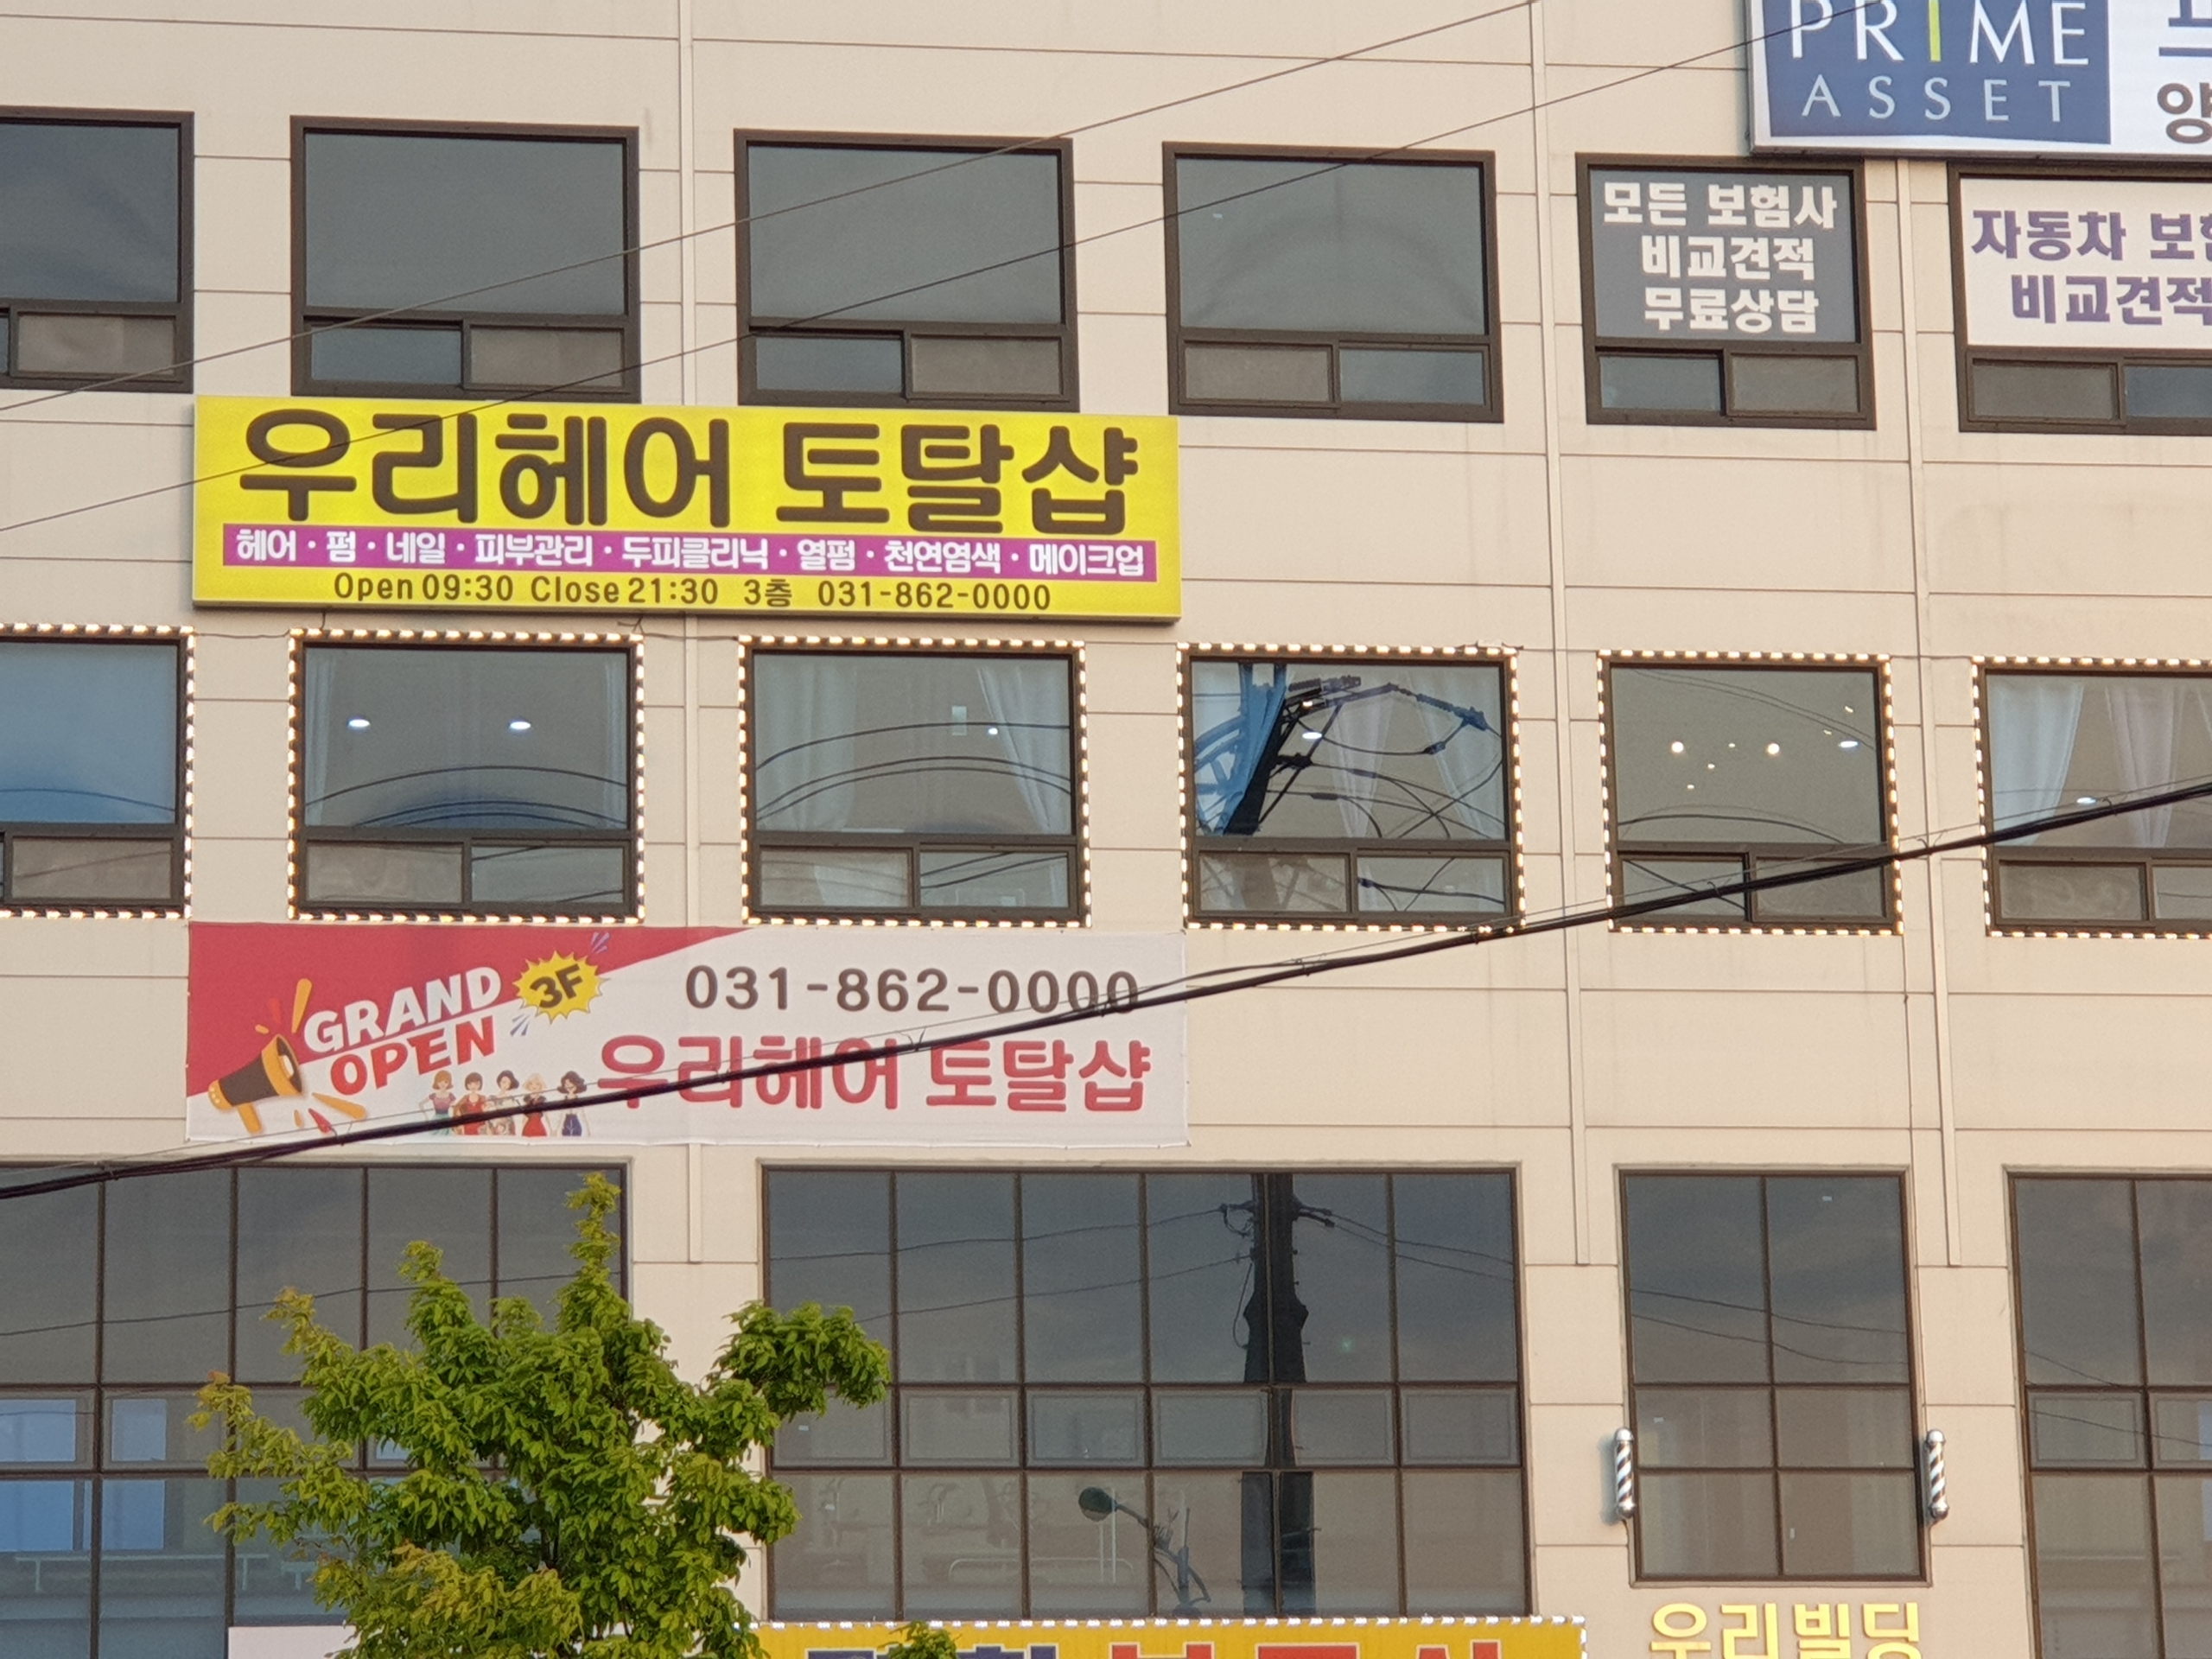 PRIME
ASSET
모든 보험사
비교견적
무료상담
자동차
비교견적
우리헤어 토탈샵
헤어 · 펌 · 네일 · 피부관리 · 두피클리닉 · 열펌 · 천연염색 · 메이크업
Open 09:30 Close 21:30 3층 031-862-0000
GRAND
OPEN
3F
031-862-0000
우리헤어 토탈샵
우리빌딩